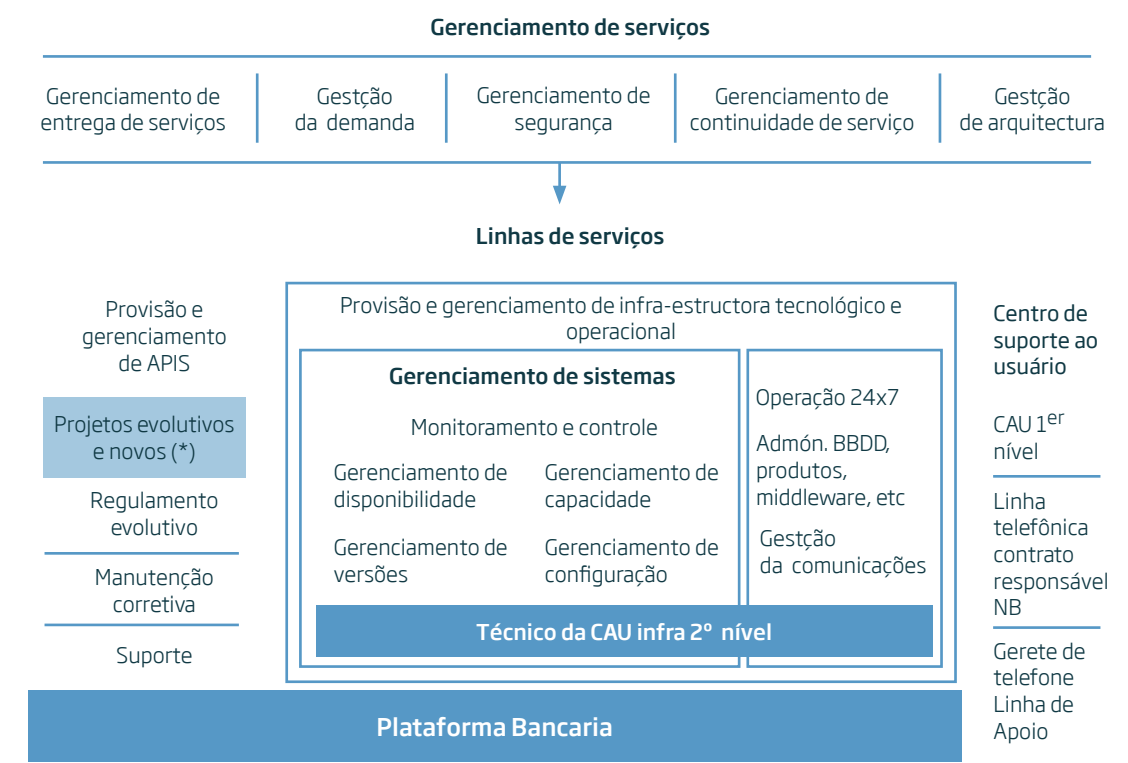 Gerenciamento de serviços
Gerenciamento de
entrega de serviços
Gestção
da demanda
Gerenciamento de
segurança
Gerenciamento de
continuidade de serviço
Gestção
de arquitectura
Linhas de serviços
Provisão e
gerenciamento
de APIS
Projetos evolutivos
e novos (*)
Regulamento
evolutivo
Manutenção
corretiva
Suporte
Provisão e gerenciamento de infra-estructora tecnológico e
operacional
Gerenciamento de sistemas
Monitoramento e controle
Gerenciamento de
disponibilidade
Gerenciamento de
capacidade
Gerenciamento de
versões
Gerenciamento de
configuração
Operação 24x7
Admón. BBDD,
produtos,
middleware, etc
Gestção
da comunicações
Técnico da CAU infra 2º nível
Centro de
suporte ao
usuário
CAU 1er
nível
Linha
telefônica
contrato
responsável
NB
Gerete de
telefone
Linha de
Apoio
Plataforma Bancaria